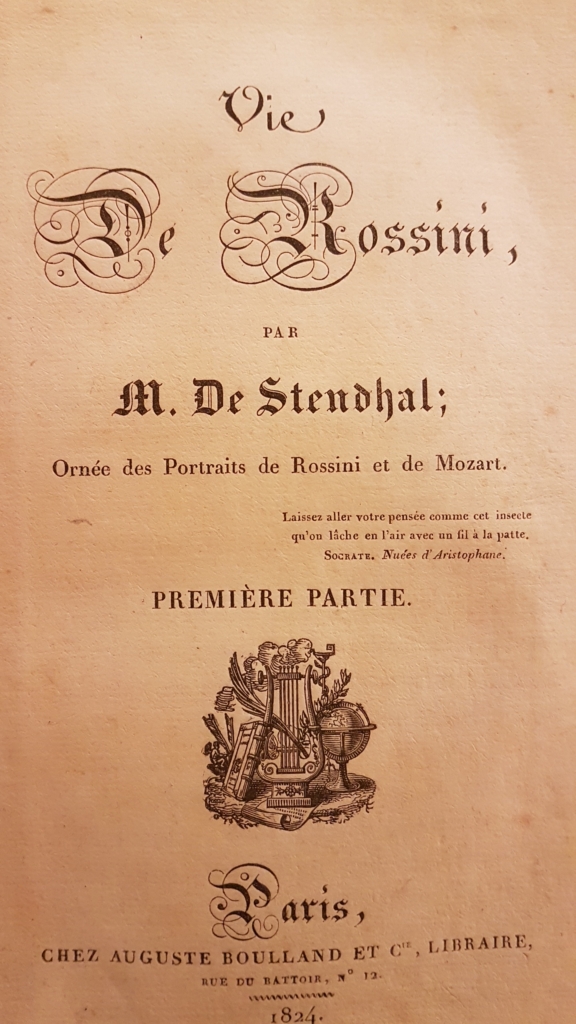 Vie
De Rossini,
PAR
M. De Stendhal;
Ornée des Portraits de Rossini et de Mozart.
Laissez aller votre pensée comme cet insecte
qu'on lâche en l'air avec un fil à la patte.
SOCRATE. Nuées d'Aristophane.
PREMIÈRE PARTIE.
Paris,
CHEZ AUGUSTE BOULLAND ET Cie, LIBRAIRE,
RUE DU BATTOIR, N° 12.
1824.